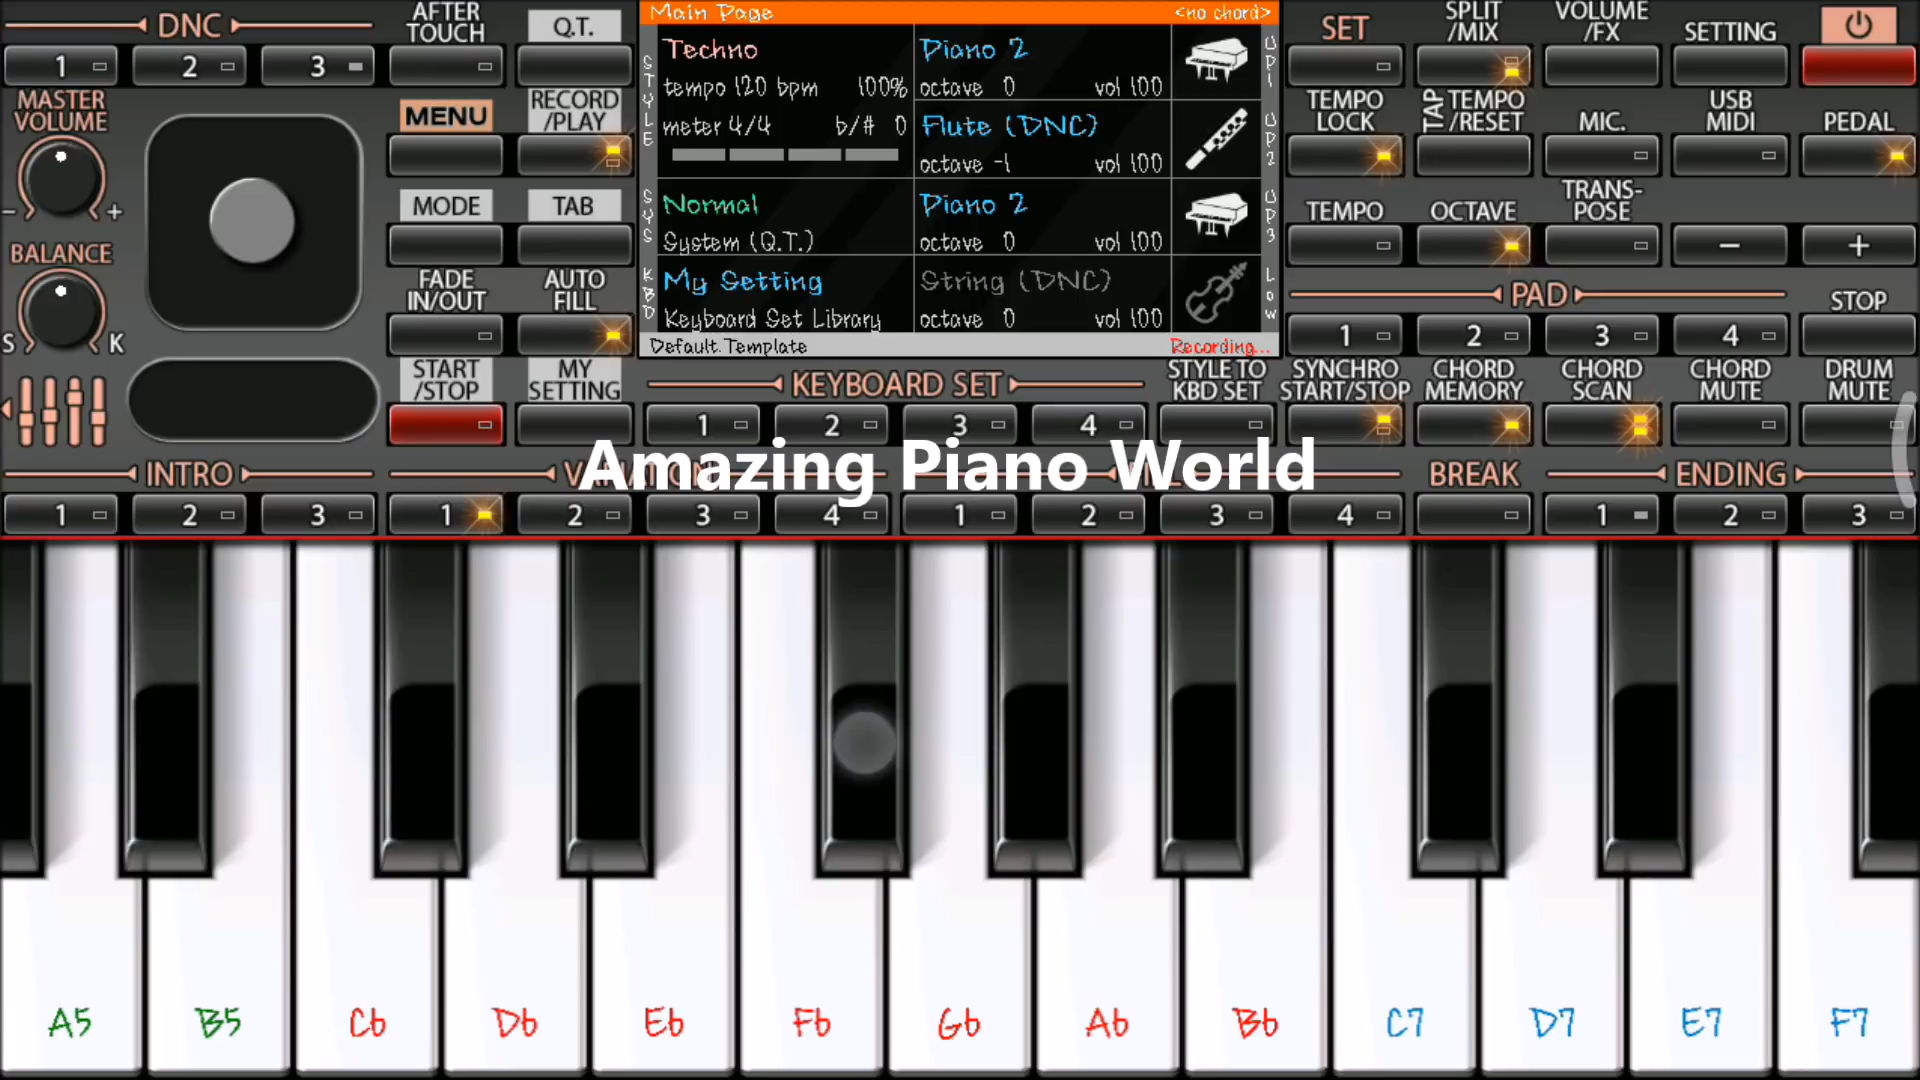 DNC
1 2 3
AFTER TOUCH
Q.T.
MASTER VOLUME
- +
BALANCE
S K
MENU
RECORD /PLAY
MODE
TAB
FADE IN/OUT
AUTO FILL
START /STOP
MY SETTING
Main Page <no chord>
STYLE
Techno
tempo 120 bpm 100%
meter 4/4 b/# 0
SYS
Normal
System (Q.T.)
KBD
My Setting
Keyboard Set Library
Piano 2
octave 0 vol 100
UP1
Flute (DNC)
octave -1 vol 100
UP2
Piano 2
octave 0 vol 100
UP3
String (DNC)
octave 0 vol 100
Low
Default Template Recording...
SET
SPLIT /MIX
VOLUME /FX
SETTING
TEMPO LOCK
TAP TEMPO /RESET
MIC.
USB MIDI
PEDAL
TEMPO
OCTAVE
TRANS- POSE
- +
PAD
STOP
1 2 3 4
KEYBOARD SET
1 2 3 4
STYLE TO KBD SET
SYNCHRO START/STOP
CHORD MEMORY
CHORD SCAN
CHORD MUTE
DRUM MUTE
Amazing Piano World
INTRO
BREAK
ENDING
1 2 3 1 2 3 4 1 2 3 4 1 2 3
A5 B5 C6 D6 E6 F6 G6 A6 B6 C7 D7 E7 F7